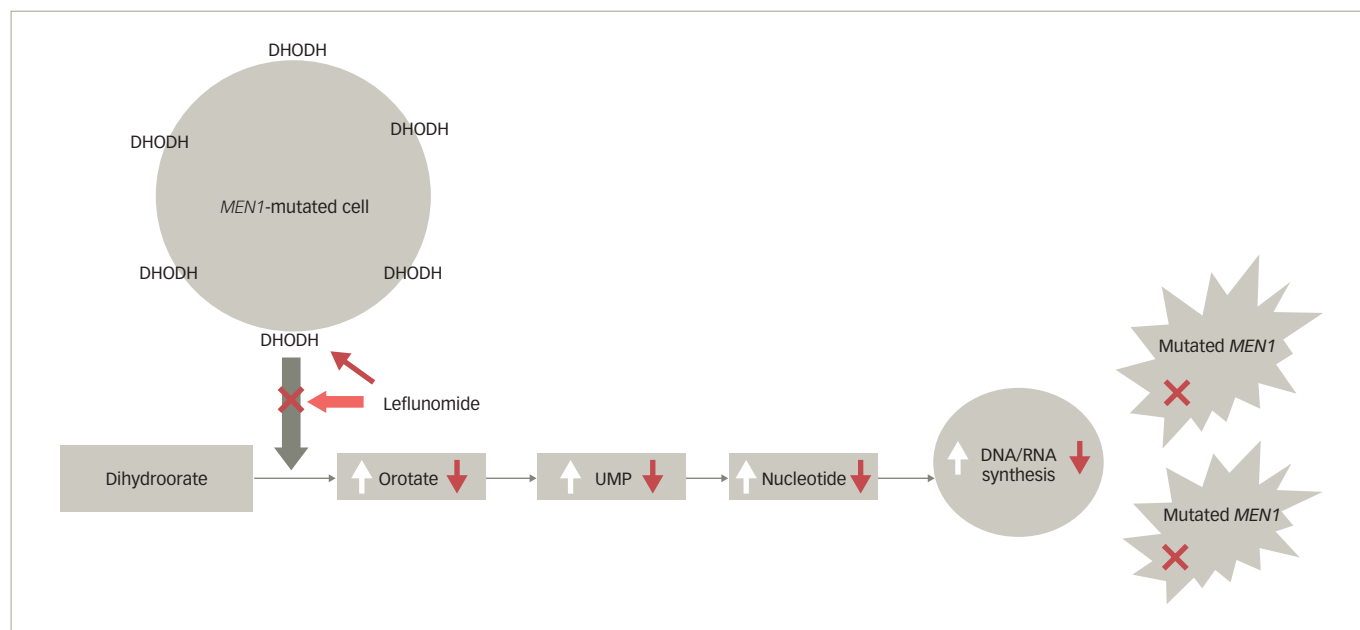 DHODH
DHODH
DHODH
MEN1-mutated cell
DHODH
DHODH
DHODH
Leflunomide
Dihydroorate
Orotate
UMP
Nucleotide
DNA/RNA
synthesis
Mutated MEN1
Mutated MEN1